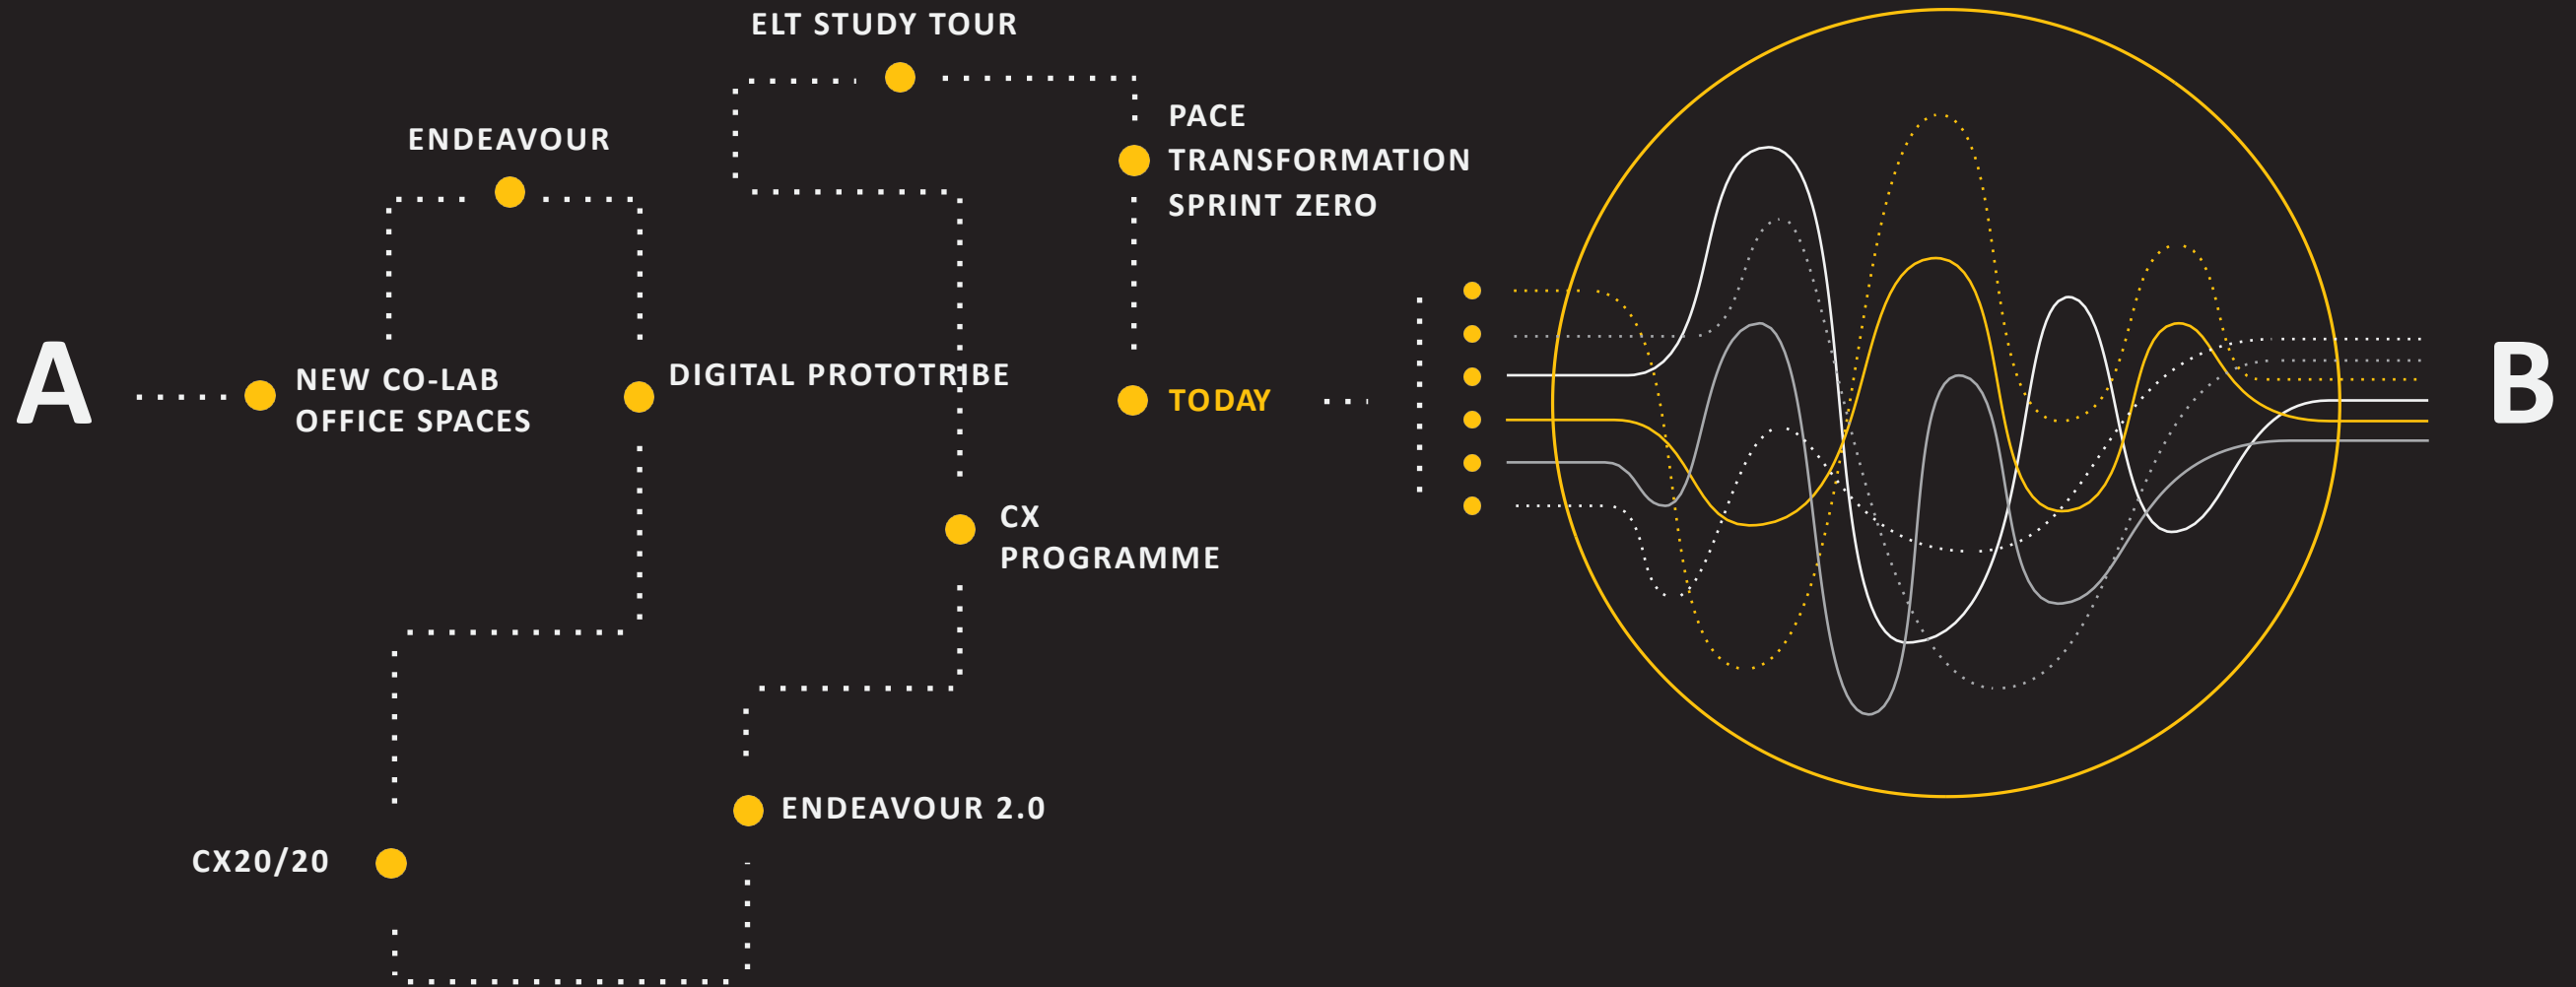 ELT STUDY TOUR
PACE
TRANSFORMATION
SPRINT ZERO
ENDEAVOUR
A
NEW CO-LAB
OFFICE SPACES
DIGITAL PROTOTRIBE
TODAY
B
CX
PROGRAMME
ENDEAVOUR 2.0
CX20/20